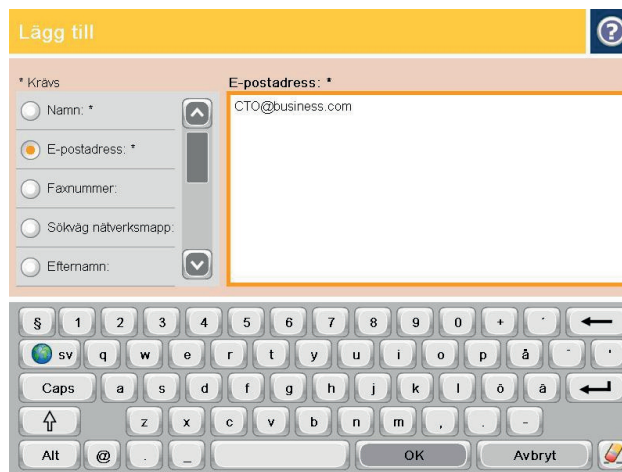 Lägg till
?
* Krävs
E-postadress: *
Namn: *
CTO@business.com
E-postadress: *
Faxnummer:
Sökväg nätverksmapp:
Efternamn:
§ 1 2 3 4 5 6 7 8 9 0 + ´
sv q w e r t y u i o p å ¨ '
Caps a s d f g h j k l ö ä
z x c v b n m , . -
Alt @ . _ OK Avbryt